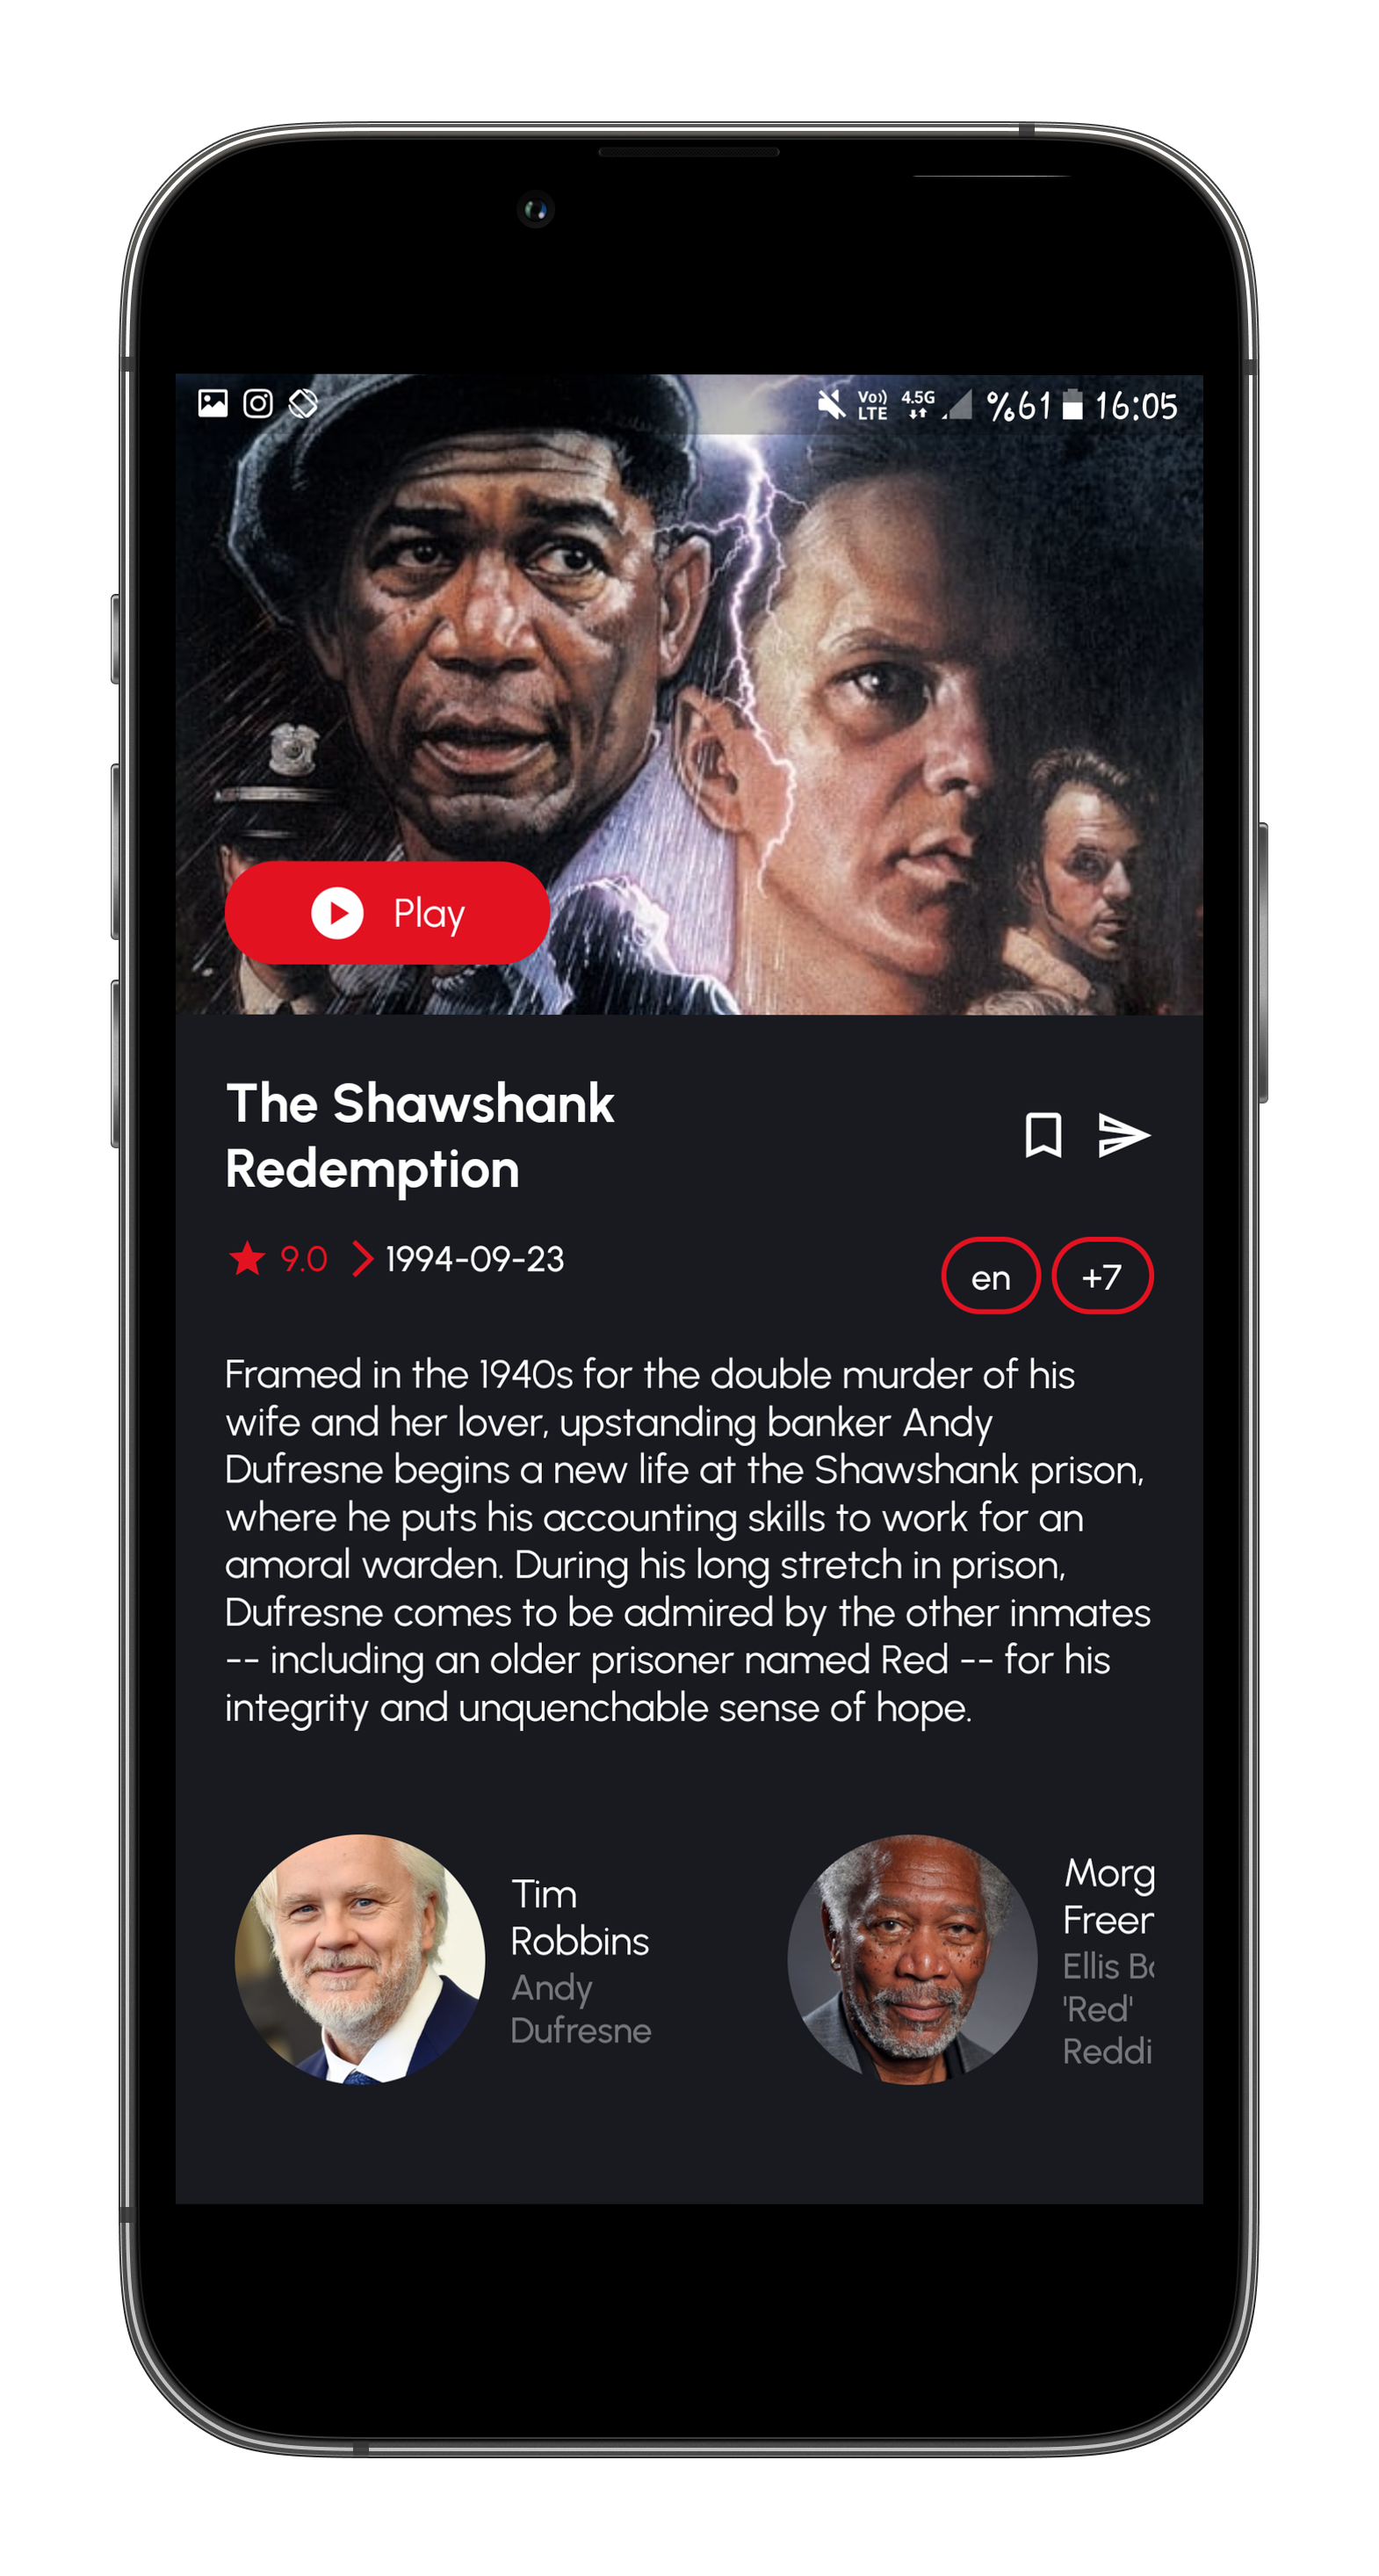 Vo)) LTE 4.5G %61 16:05
Play
The Shawshank
Redemption
9.0 1994-09-23
en +7
Framed in the 1940s for the double murder of his
wife and her lover, upstanding banker Andy
Dufresne begins a new life at the Shawshank prison,
where he puts his accounting skills to work for an
amoral warden. During his long stretch in prison,
Dufresne comes to be admired by the other inmates
-- including an older prisoner named Red -- for his
integrity and unquenchable sense of hope.
Tim
Robbins
Andy
Dufresne
Morg
Freer
Ellis Bo
'Red'
Reddi